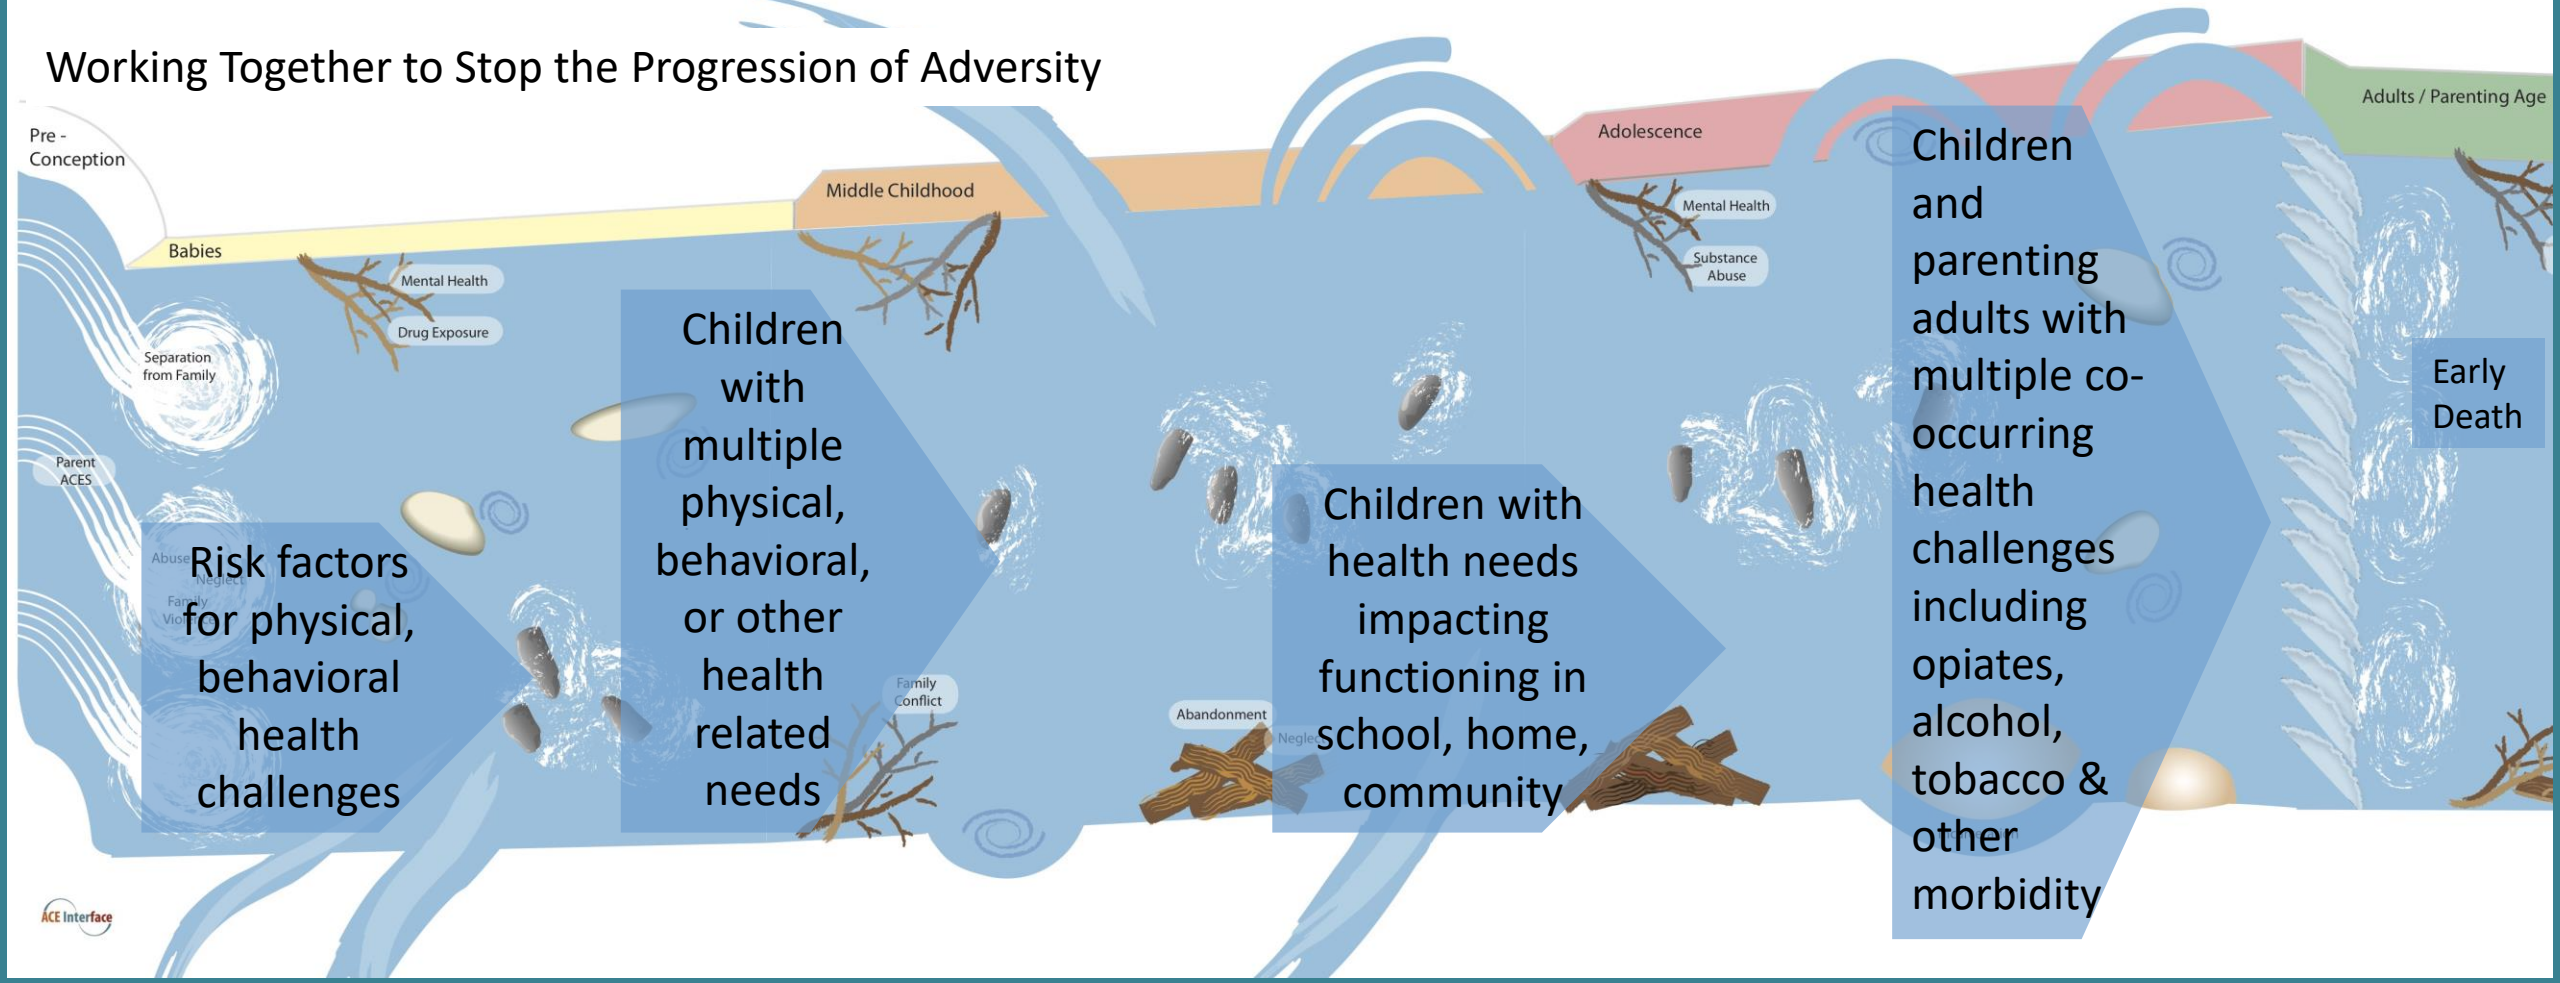 Working Together to Stop the Progression of Adversity
Pre -
Conception
Babies
Middle Childhood
Adolescence
Adults / Parenting Age
Mental Health
Drug Exposure
Separation
from Family
Parent
ACES
Abuse
Neglect
Family
Risk factors
for physical,
behavioral
health
challenges
Children
with
multiple
physical,
behavioral,
or other
health
related
needs
Family
Conflict
Abandonment
Neglect
Children with
health needs
impacting
functioning in
school, home,
community
Mental Health
Substance
Abuse
Children
and
parenting
adults with
multiple co-
occurring
health
challenges
including
opiates,
alcohol,
tobacco &
other
morbidity
Early
Death
ACE Interface